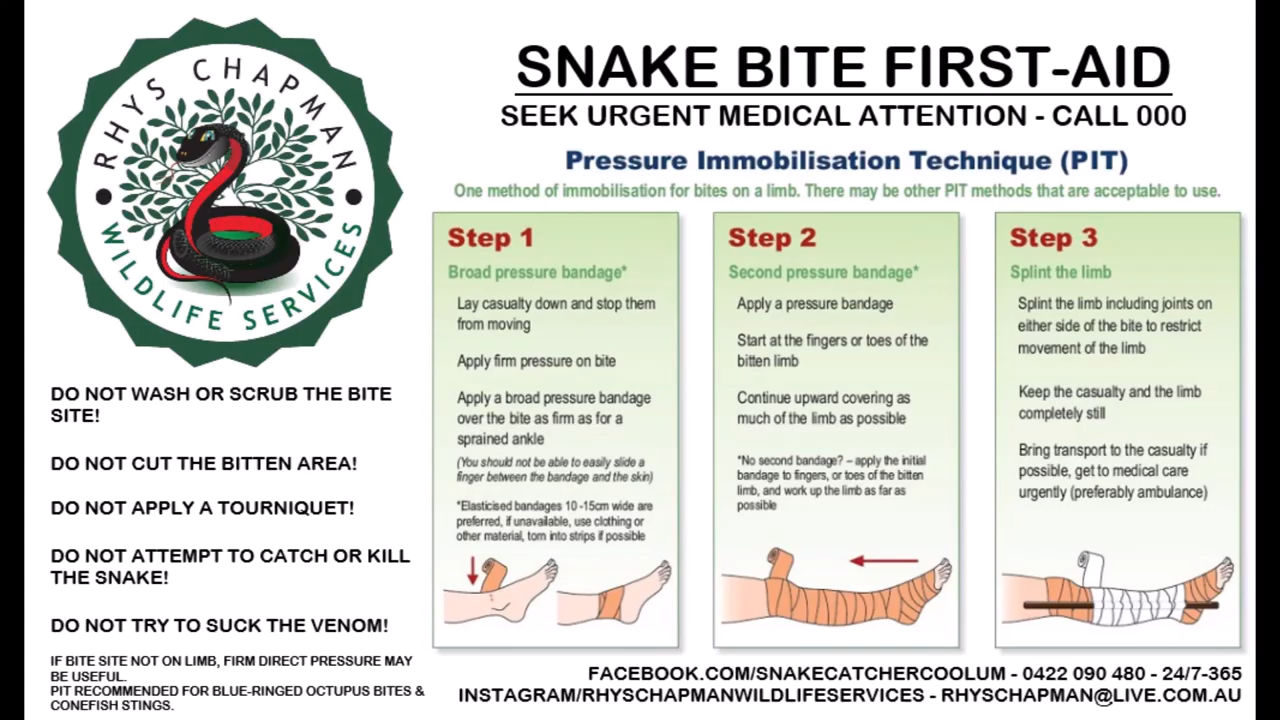 RHYS CHAPMAN
WILDLIFE SERVICES
DO NOT WASH OR SCRUB THE BITE
SITE!
DO NOT CUT THE BITTEN AREA!
DO NOT APPLY A TOURNIQUET!
DO NOT ATTEMPT TO CATCH OR KILL
THE SNAKE!
DO NOT TRY TO SUCK THE VENOM!
IF BITE SITE NOT ON LIMB, FIRM DIRECT PRESSURE MAY
BE USEFUL.
PIT RECOMMENDED FOR BLUE-RINGED OCTUPUS BITES &
CONEFISH STINGS.
SNAKE BITE FIRST-AID
SEEK URGENT MEDICAL ATTENTION - CALL 000
Pressure Immobilisation Technique (PIT)
One method of immobilisation for bites on a limb. There may be other PIT methods that are acceptable to use.
Step 1
Broad pressure bandage*
Lay casualty down and stop them
from moving
Apply firm pressure on bite
Apply a broad pressure bandage
over the bite as firm as for a
sprained ankle
(You should not be able to easily slide a
finger between the bandage and the skin)
*Elasticised bandages 10 -15cm wide are
preferred, if unavailable, use clothing or
other material, torn into strips if possible
Step 2
Second pressure bandage*
Apply a pressure bandage
Start at the fingers or toes of the
bitten limb
Continue upward covering as
much of the limb as possible
*No second bandage? – apply the initial
bandage to fingers, or toes of the bitten
limb, and work up the limb as far as
possible
Step 3
Splint the limb
Splint the limb including joints on
either side of the bite to restrict
movement of the limb
Keep the casualty and the limb
completely still
Bring transport to the casualty if
possible, get to medical care
urgently (preferably ambulance)
FACEBOOK.COM/SNAKECATCHERCOOLUM - 0422 090 480 - 24/7-365
INSTAGRAM/RHYSCHAPMANWILDLIFESERVICES - RHYSCHAPMAN@LIVE.COM.AU